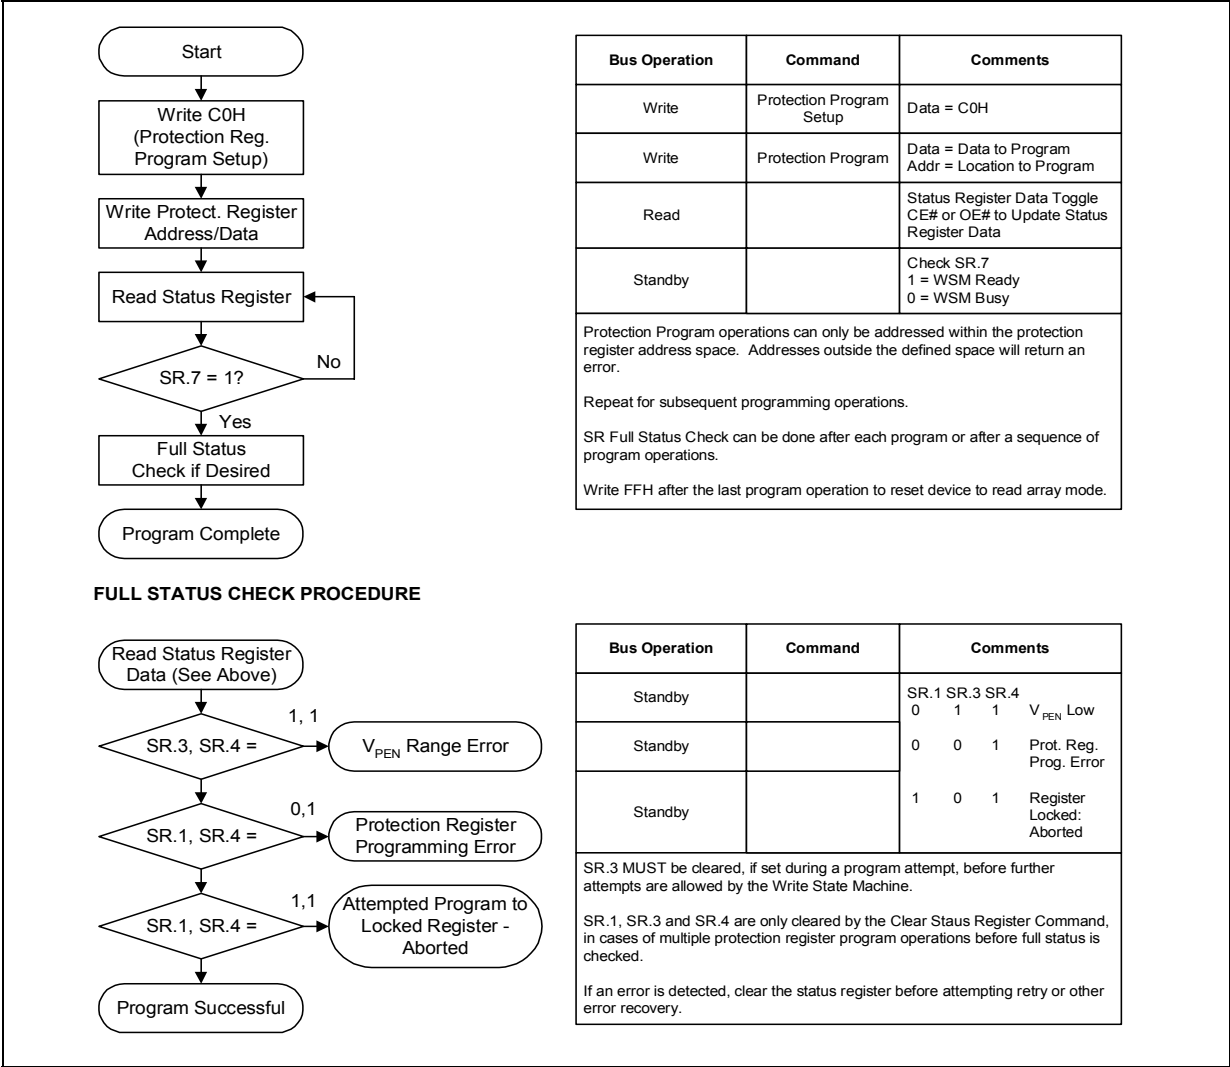 Start
Write C0H
(Protection Reg.
Program Setup)
Write Protect. Register
Address/Data
Read Status Register
No
SR.7 = 1?
Yes
Full Status
Check if Desired
Program Complete
Bus Operation Command Comments
Write Protection Program
Setup Data = C0H
Write Protection Program Data = Data to Program
Addr = Location to Program
Read Status Register Data Toggle
CE# or OE# to Update Status
Register Data
Standby Check SR.7
1 = WSM Ready
0 = WSM Busy
Protection Program operations can only be addressed within the protection
register address space. Addresses outside the defined space will return an
error.
Repeat for subsequent programming operations.
SR Full Status Check can be done after each program or after a sequence of
program operations.
Write FFH after the last program operation to reset device to read array mode.
FULL STATUS CHECK PROCEDURE
Read Status Register
Data (See Above)
1, 1
SR.3, SR.4 =
V PEN Range Error
0,1
SR.1, SR.4 =
Protection Register
Programming Error
1,1
SR.1, SR.4 =
Attempted Program to
Locked Register -
Aborted
Program Successful
Bus Operation Command Comments
Standby SR.1 SR.3 SR.4
0 1 1 V PEN Low
Standby 0 0 1 Prot. Reg.
Prog. Error
Standby 1 0 1 Register
Locked:
Aborted
SR.3 MUST be cleared, if set during a program attempt, before further
attempts are allowed by the Write State Machine.
SR.1, SR.3 and SR.4 are only cleared by the Clear Staus Register Command,
in cases of multiple protection register program operations before full status is
checked.
If an error is detected, clear the status register before attempting retry or other
error recovery.